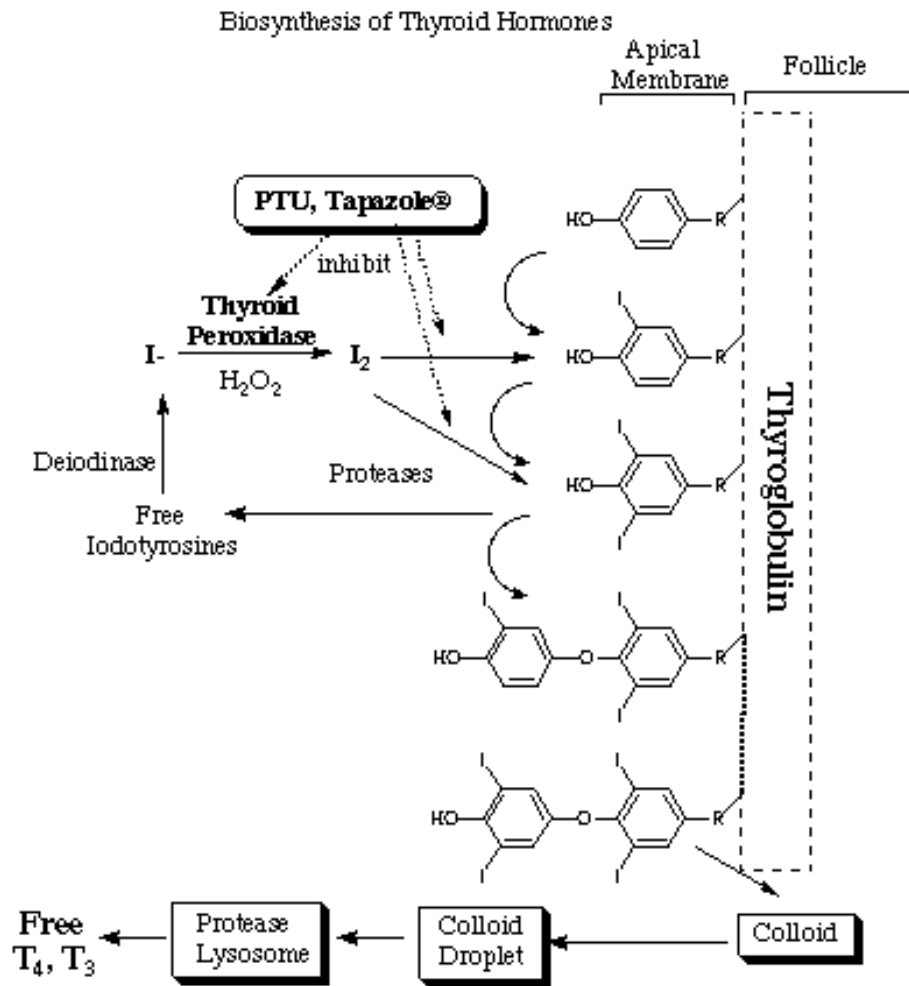 Biosynthesis of Thyroid Hormones
Apical
Membrane
Follicle
PTU, Tapazole®
inhibit
Thyroid
Peroxidase
I-
I₂
H₂O₂
Deiodinase
Proteases
Free
Iodotyrosines
Thyroglobulin
HO
R
I
HO
R
I
HO
R
I
I
I
HO
O
R
I
I
I
HO
O
R
I
I
Free
T₄, T₃
Protease
Lysosome
Colloid
Droplet
Colloid